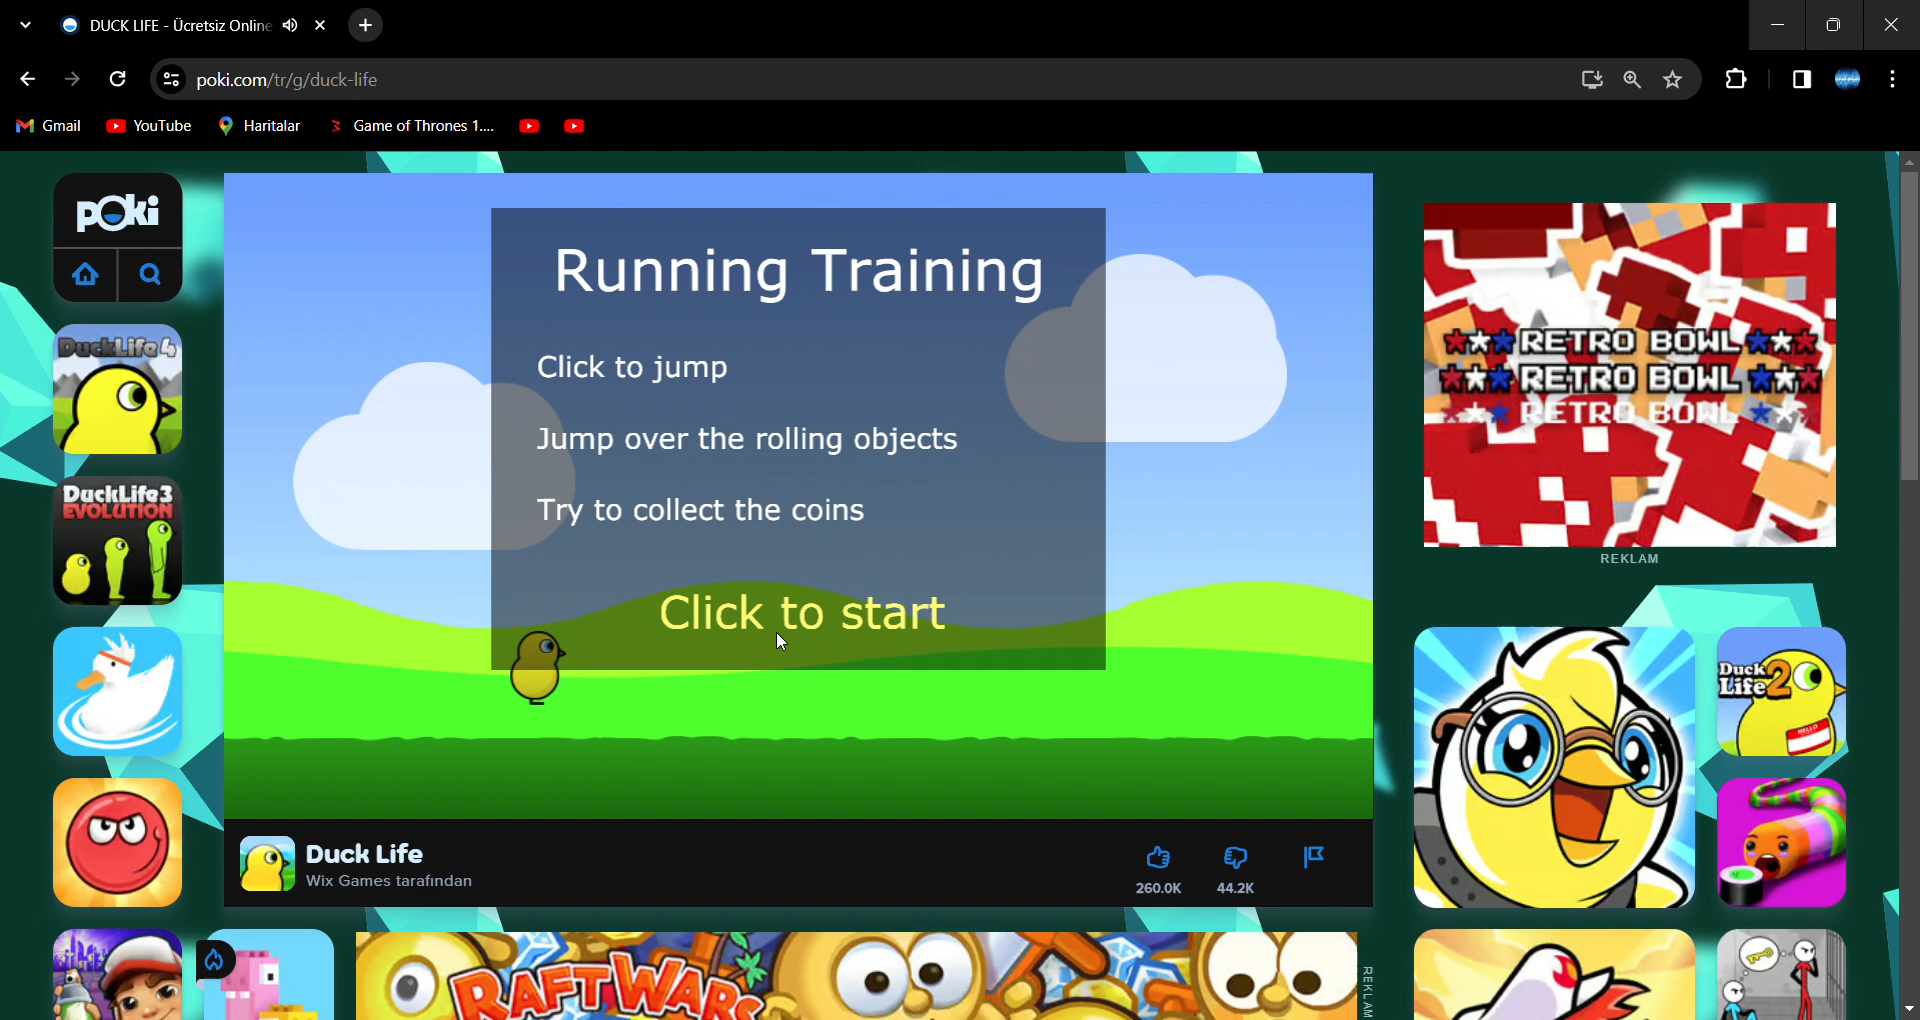 DUCK LIFE - Ücretsiz Online
poki.com/tr/g/duck-life
Gmail
YouTube
Haritalar
Game of Thrones 1....
poki
DuckLife4
DuckLife3
EVOLUTION
Running Training
Click to jump
Jump over the rolling objects
Try to collect the coins
Click to start
RETRO BOWL
RETRO BOWL
RETRO BOWL
REKLAM
Duck
Life2
HELLO
Duck Life
Wix Games tarafından
260.0K
44.2K
RAFT WARS
REKLAM